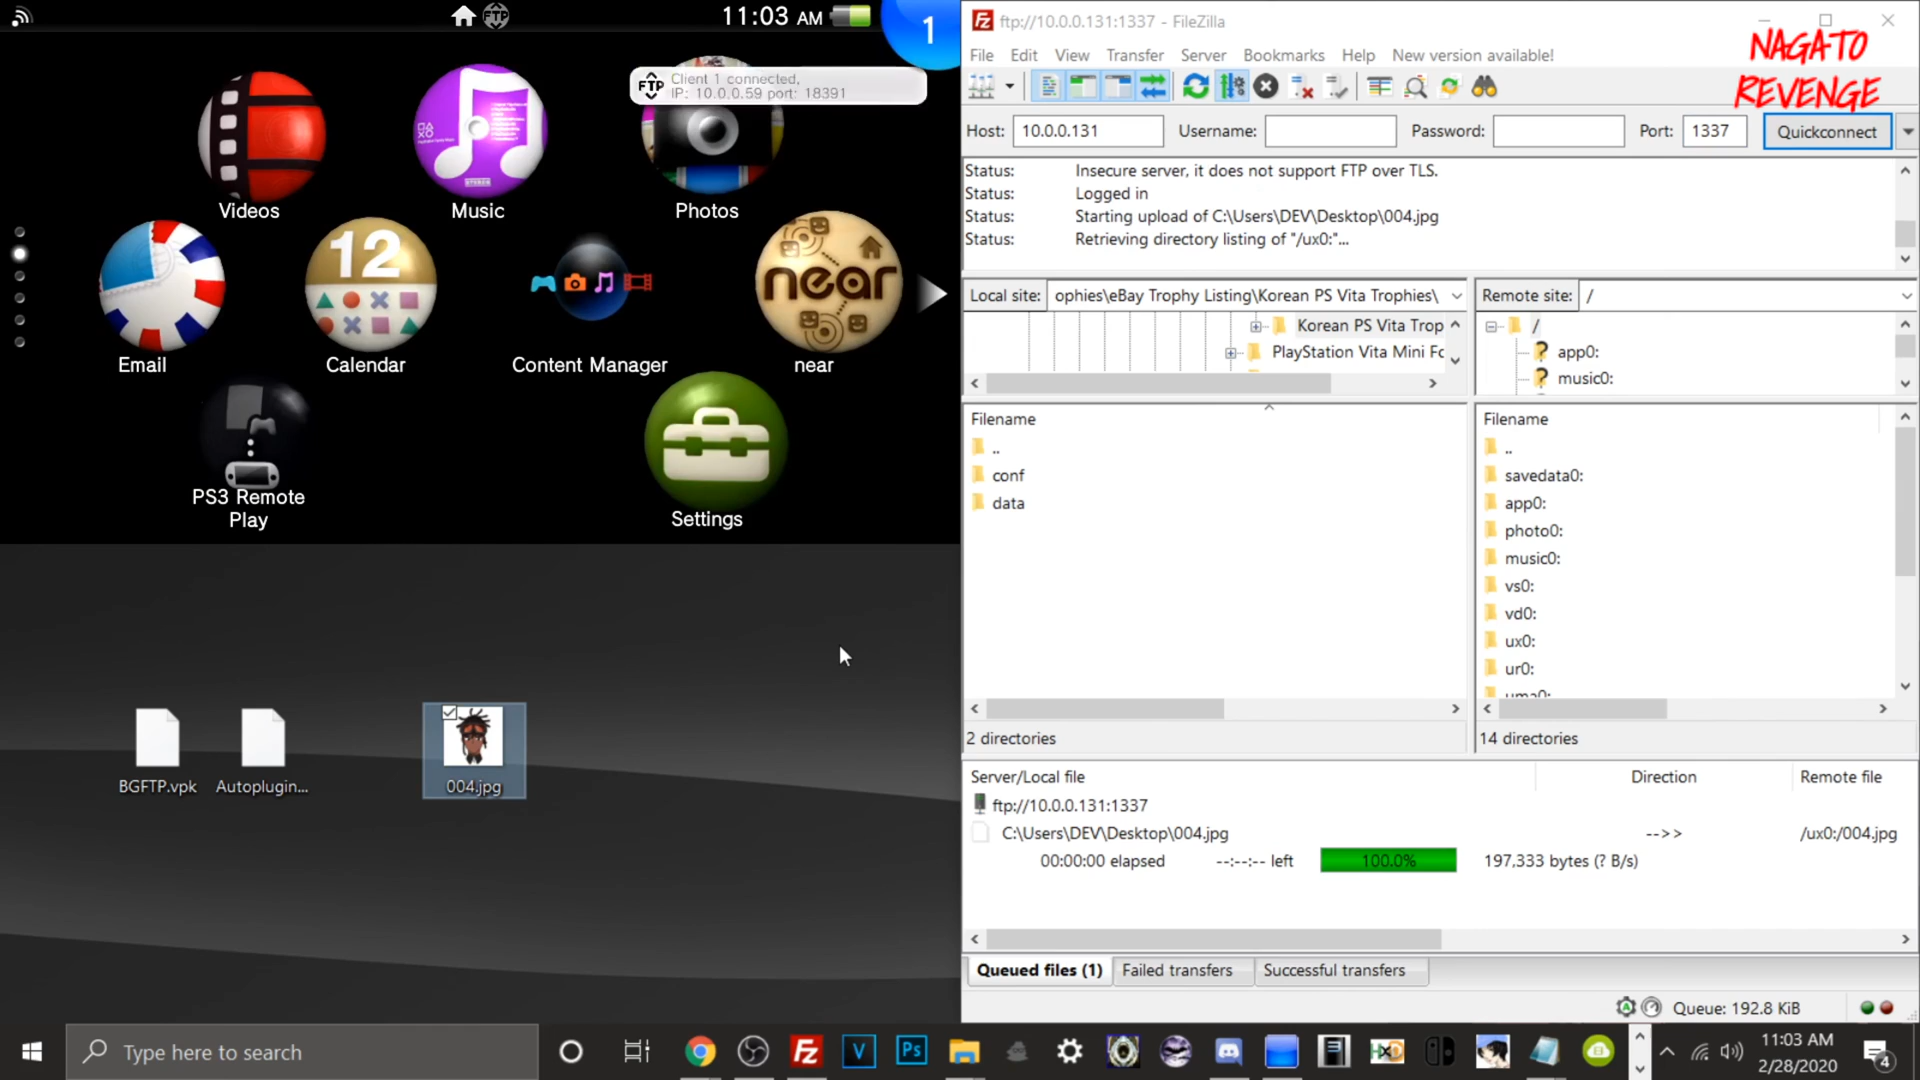 11:03 AM
1
FTP
Client 1 connected,
IP: 10.0.0.59 port: 18391
Videos
Music
Photos
12
near
Email
Calendar
Content Manager
near
PS3 Remote
Play
Settings
BGFTP.vpk
Autoplugin...
004.jpg
ftp://10.0.0.131:1337 - FileZilla
NAGATO
REVENGE
File Edit View Transfer Server Bookmarks Help New version available!
Host: 10.0.0.131 Username: Password: Port: 1337 Quickconnect
Status: Insecure server, it does not support FTP over TLS.
Status: Logged in
Status: Starting upload of C:\Users\DEV\Desktop\004.jpg
Status: Retrieving directory listing of "/ux0:"...
Local site: ophies\eBay Trophy Listing\Korean PS Vita Trophies\
Korean PS Vita Trop
PlayStation Vita Mini Fo
Remote site: /
/
app0:
music0:
Filename
..
conf
data
2 directories
Filename
..
savedata0:
app0:
photo0:
music0:
vs0:
vd0:
ux0:
ur0:
uma0:
14 directories
Server/Local file Direction Remote file
ftp://10.0.0.131:1337
C:\Users\DEV\Desktop\004.jpg -->> /ux0:/004.jpg
00:00:00 elapsed --:--:-- left 100.0% 197,333 bytes (? B/s)
Queued files (1) Failed transfers Successful transfers
Queue: 192.8 KiB
Type here to search
Fz
V
Ps
HxD
11:03 AM
2/28/2020
4